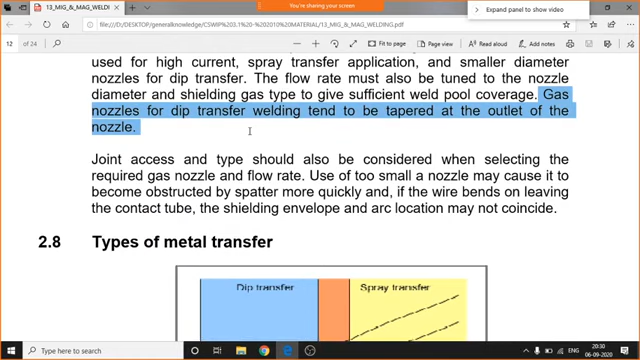 13_MIG_&_MAG_WELDING.pdf
You're sharing your screen
Expand panel to show video
file:///D:/DESKTOP/generalknowledge/CSWIP%203.1%20-%202010%20MATERIAL/13_MIG_&_MAG_WELDING.pdf
12 of 24
Fit to page
Page view
Read aloud
Add notes
used for high current, spray transfer application, and smaller diameter
nozzles for dip transfer. The flow rate must also be tuned to the nozzle
diameter and shielding gas type to give sufficient weld pool coverage. Gas
nozzles for dip transfer welding tend to be tapered at the outlet of the
nozzle.
Joint access and type should also be considered when selecting the
required gas nozzle and flow rate. Use of too small a nozzle may cause it to
become obstructed by spatter more quickly and, if the wire bends on leaving
the contact tube, the shielding envelope and arc location may not coincide.
2.8 Types of metal transfer
Dip transfer
Spray transfer
Type here to search
ENG
20:30
06-09-2020